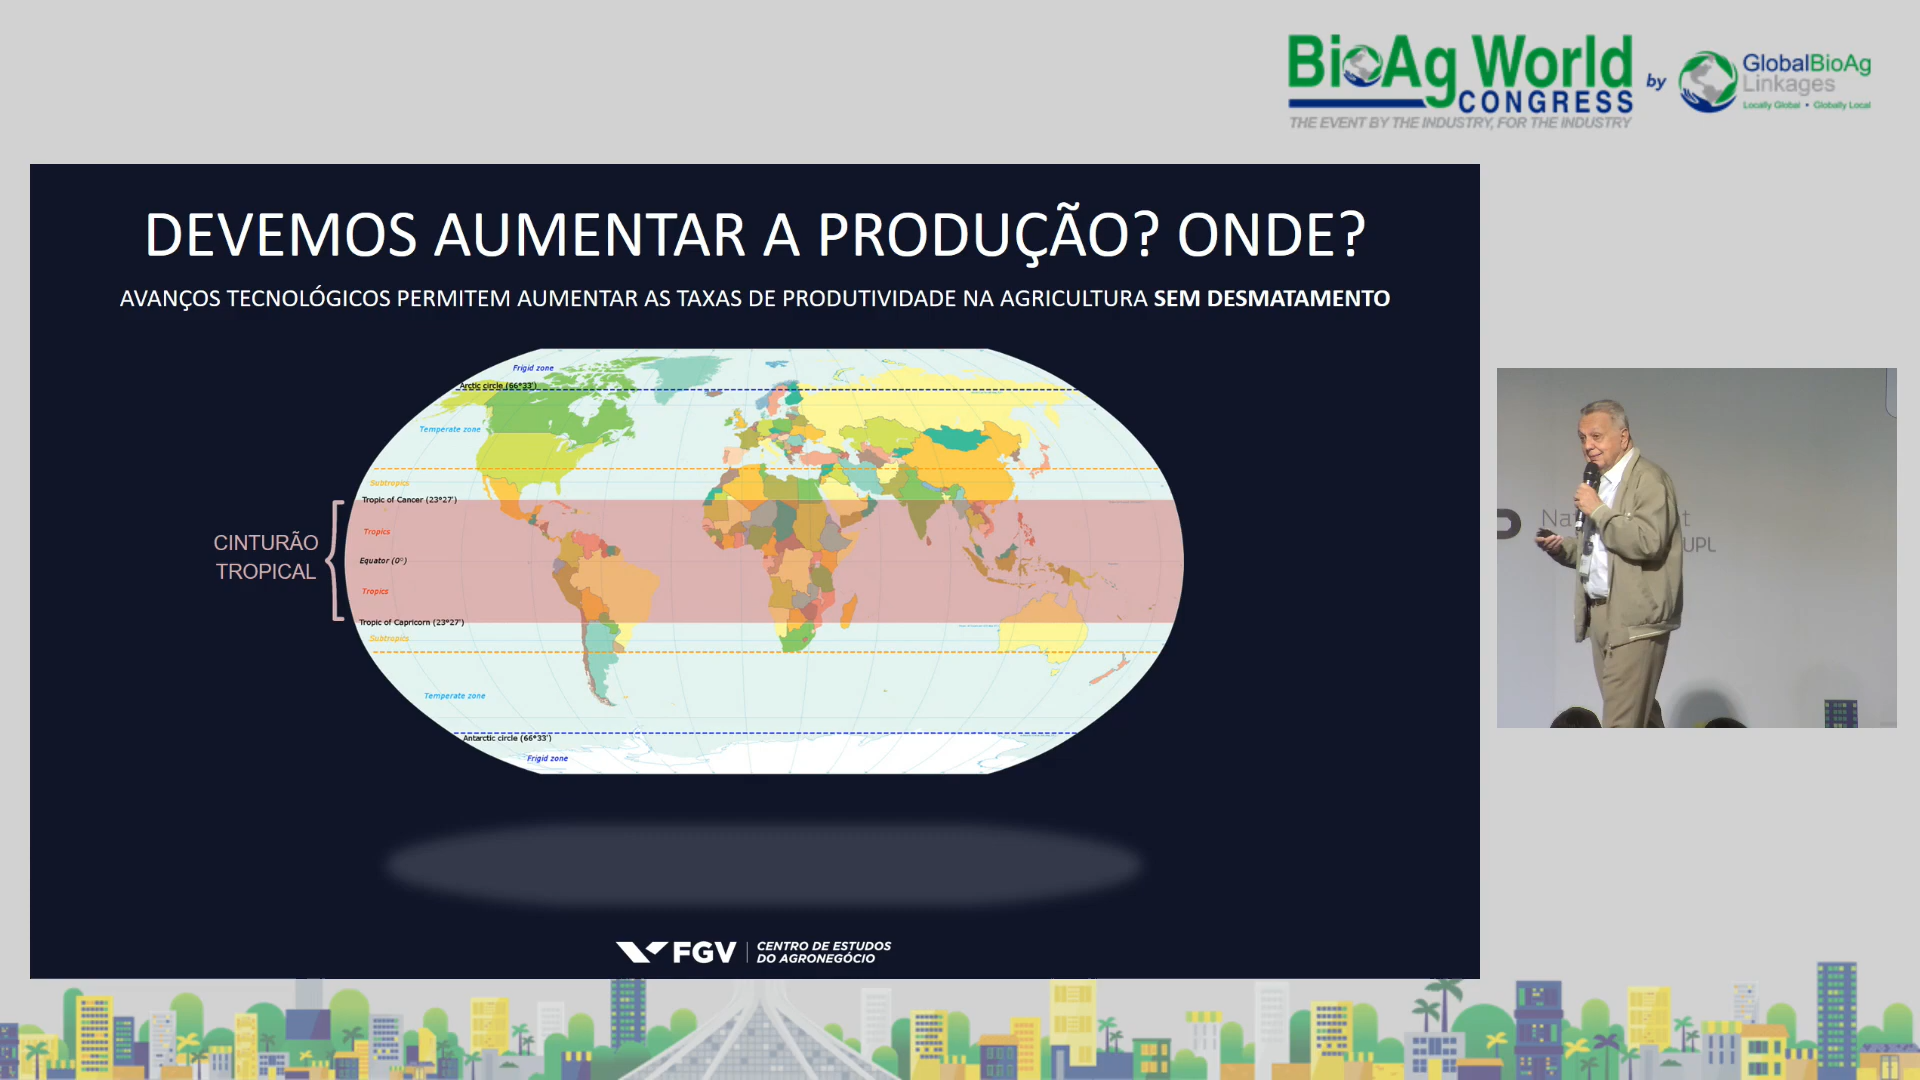 BioAg World
CONGRESS
THE EVENT BY THE INDUSTRY, FOR THE INDUSTRY
by
GlobalBioAg
Linkages
Locally Global • Globally Local
DEVEMOS AUMENTAR A PRODUÇÃO? ONDE?
AVANÇOS TECNOLÓGICOS PERMITEM AUMENTAR AS TAXAS DE PRODUTIVIDADE NA AGRICULTURA SEM DESMATAMENTO
Frigid zone
Arctic circle (66°33')
Temperate zone
Subtropics
Tropic of Cancer (23°27')
Tropics
CINTURÃO
TROPICAL
Equator (0°)
Tropics
Tropic of Capricorn (23°27')
Subtropics
Temperate zone
Antarctic circle (66°33')
Frigid zone
UPL
FGV
CENTRO DE ESTUDOS
DO AGRONEGÓCIO